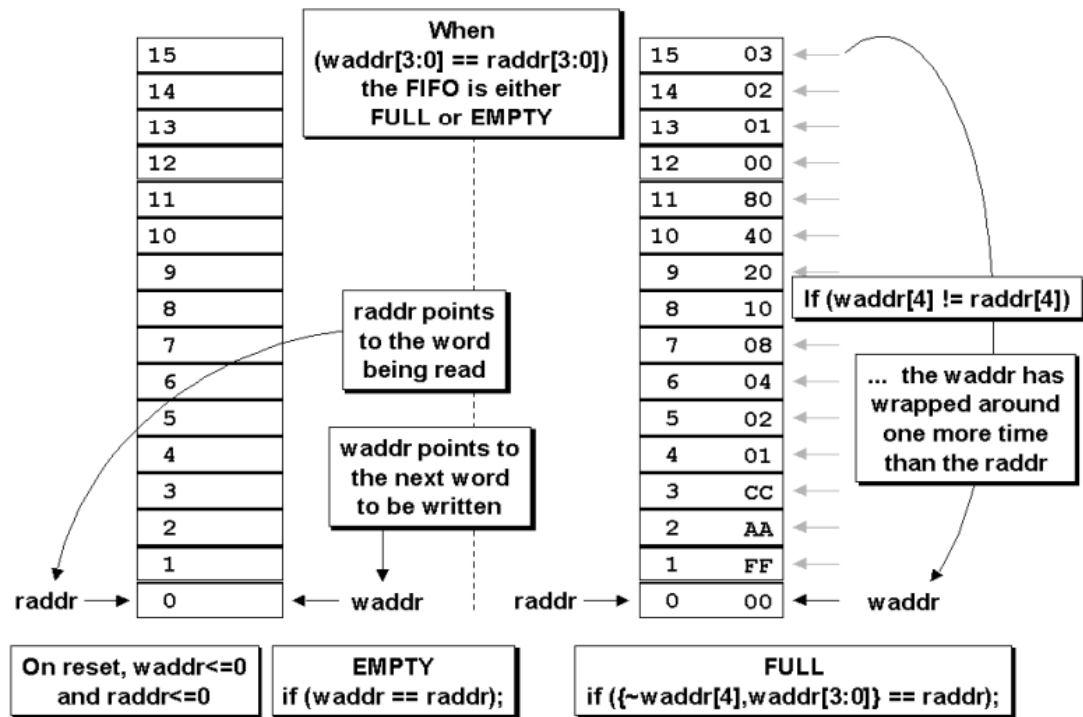 When
(waddr[3:0] == raddr[3:0])
the FIFO is either
FULL or EMPTY
15
14
13
12
11
10
9
8
7
6
5
4
3
2
1
raddr
0
waddr
raddr points
to the word
being read
waddr points to
the next word
to be written
15 03
14 02
13 01
12 00
11 80
10 40
9 20
8 10
7 08
6 04
5 02
4 01
3 CC
2 AA
1 FF
raddr
0 00
waddr
If (waddr[4] != raddr[4])
... the waddr has
wrapped around
one more time
than the raddr
On reset, waddr<=0
and raddr<=0
EMPTY
if (waddr == raddr);
FULL
if ({~waddr[4],waddr[3:0]} == raddr);